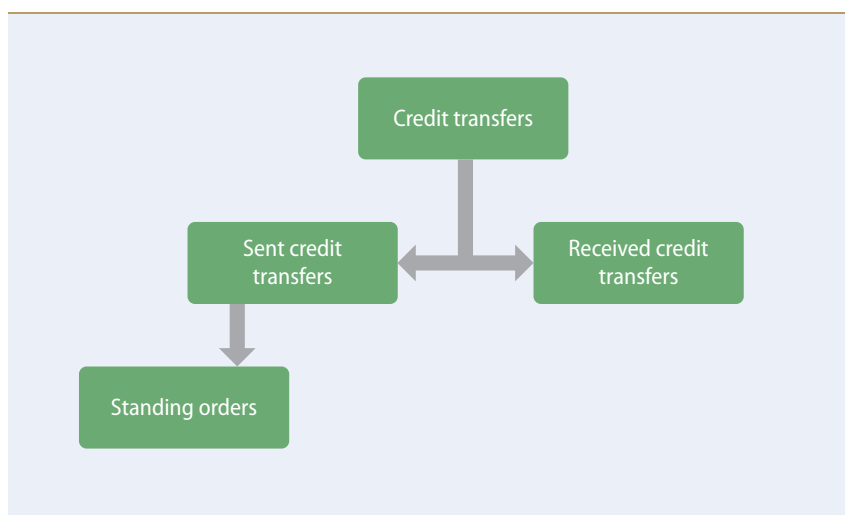 Credit transfers
Sent credit
transfers
Received credit
transfers
Standing orders